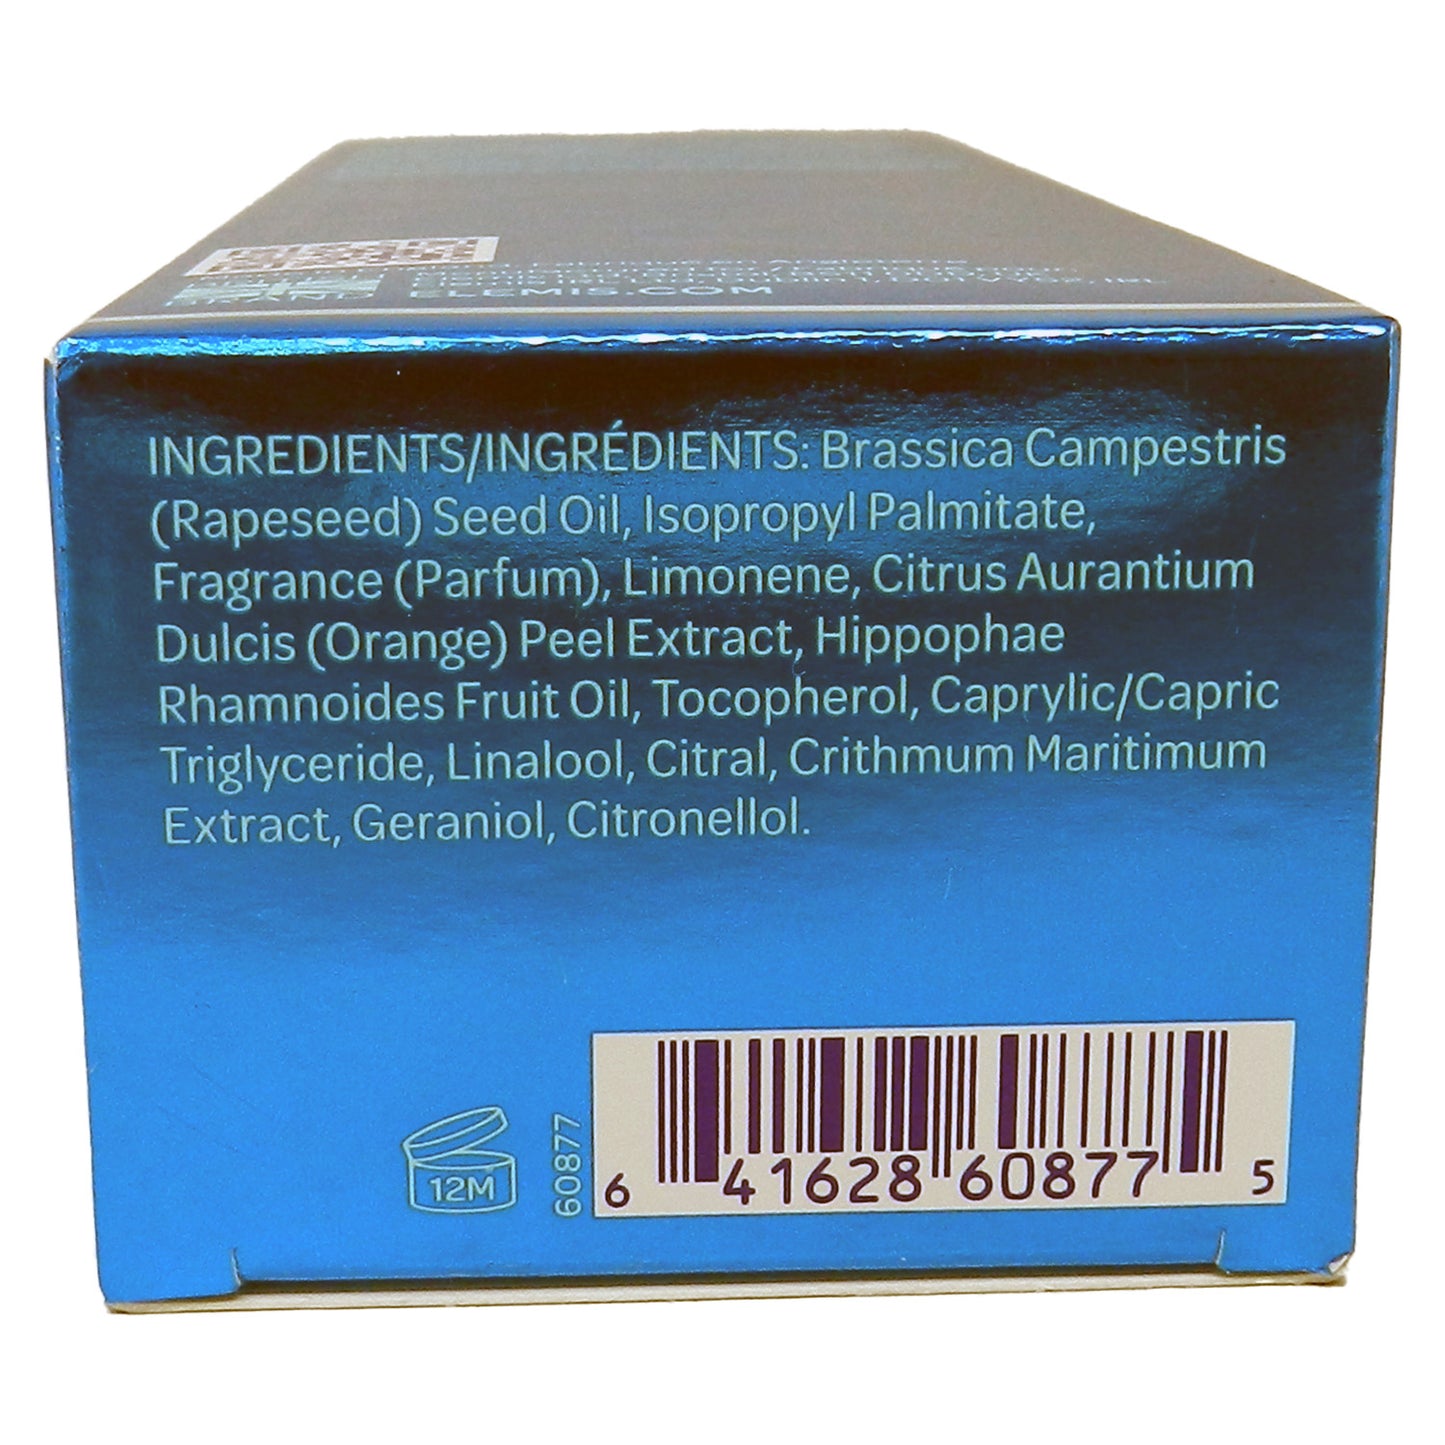 ELEMIS.COM
INGREDIENTS/INGRÉDIENTS: Brassica Campestris
(Rapeseed) Seed Oil, Isopropyl Palmitate,
Fragrance (Parfum), Limonene, Citrus Aurantium
Dulcis (Orange) Peel Extract, Hippophae
Rhamnoides Fruit Oil, Tocopherol, Caprylic/Capric
Triglyceride, Linalool, Citral, Crithmum Maritimum
Extract, Geraniol, Citronellol.
12M
60877
6 41628 60877 5